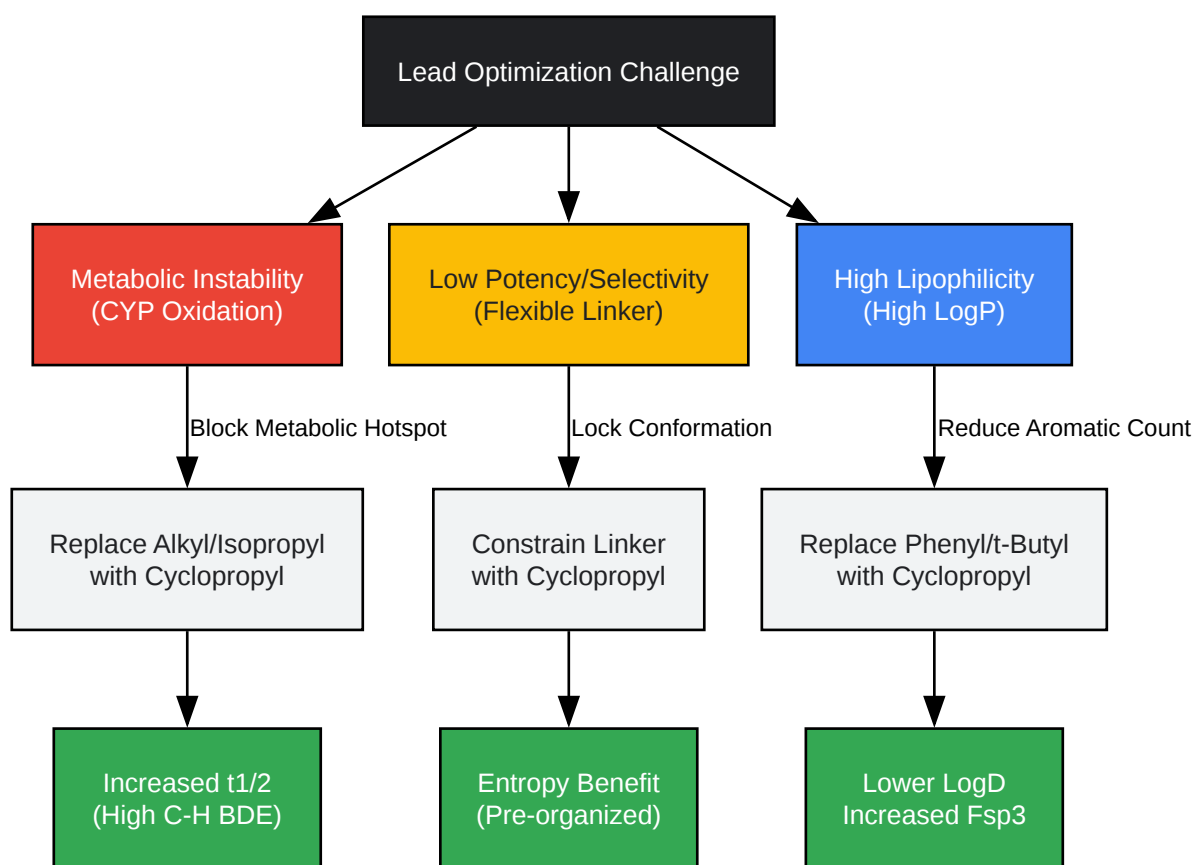 Lead Optimization Challenge
Metabolic Instability
(CYP Oxidation)
Low Potency/Selectivity
(Flexible Linker)
High Lipophilicity
(High LogP)
Block Metabolic Hotspot
Lock Conformation
Reduce Aromatic Count
Replace Alkyl/Isopropyl
with Cyclopropyl
Constrain Linker
with Cyclopropyl
Replace Phenyl/t-Butyl
with Cyclopropyl
Increased t1/2
(High C-H BDE)
Entropy Benefit
(Pre-organized)
Lower LogD
Increased Fsp3